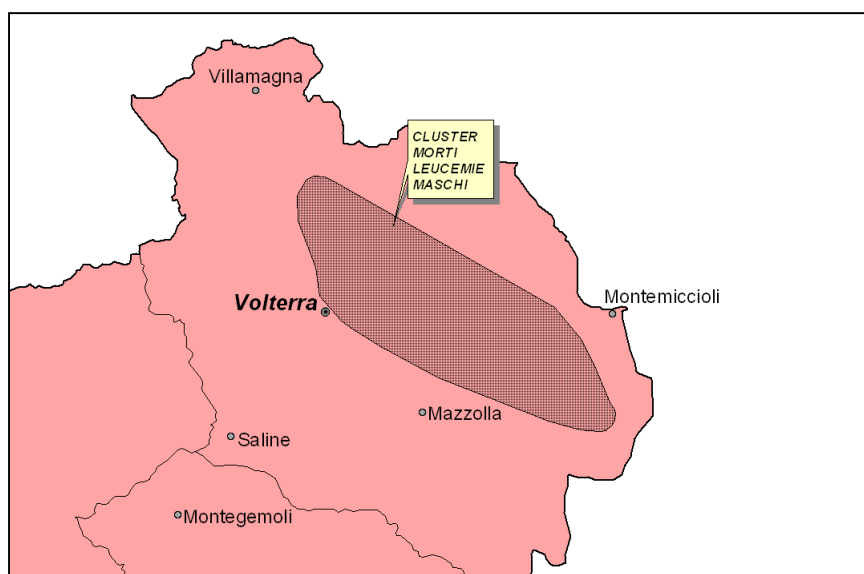 Villamagna
CLUSTER
MORTI
LEUCEMIE
MASCHI
Volterra
Montemiccioli
Mazzolla
Saline
Montegemoli